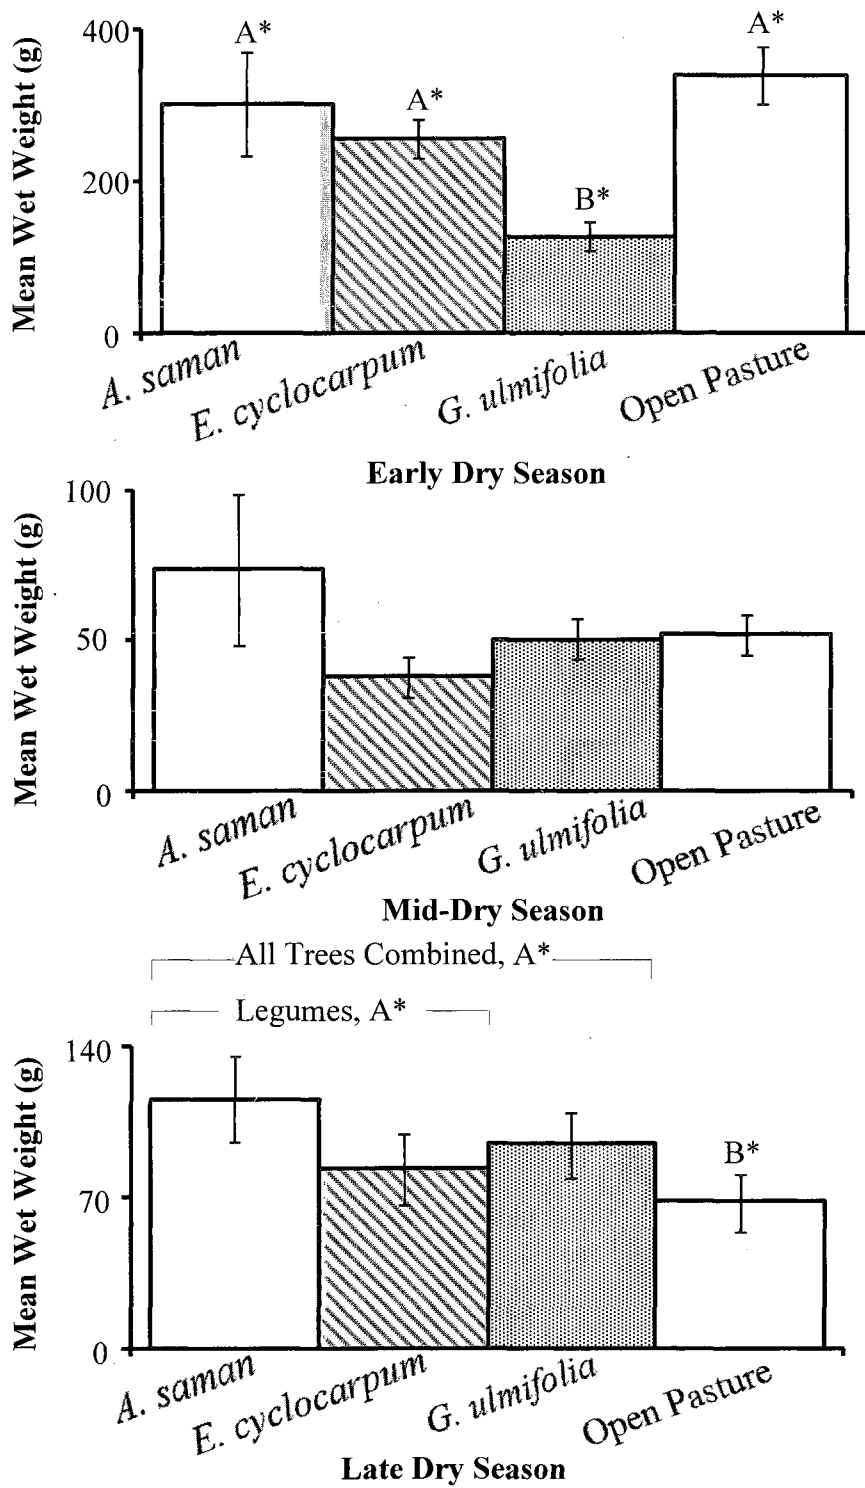 Mean Wet Weight (g)
400
200
0
A*
A*
B*
A*
A. saman
E. cyclocarpum
G. ulmifolia
Open Pasture
Early Dry Season
Mean Wet Weight (g)
100
50
0
A. saman
E. cyclocarpum
G. ulmifolia
Open Pasture
Mid-Dry Season
All Trees Combined, A*
Legumes, A*
Mean Wet Weight (g)
140
70
0
B*
A. saman
E. cyclocarpum
G. ulmifolia
Open Pasture
Late Dry Season